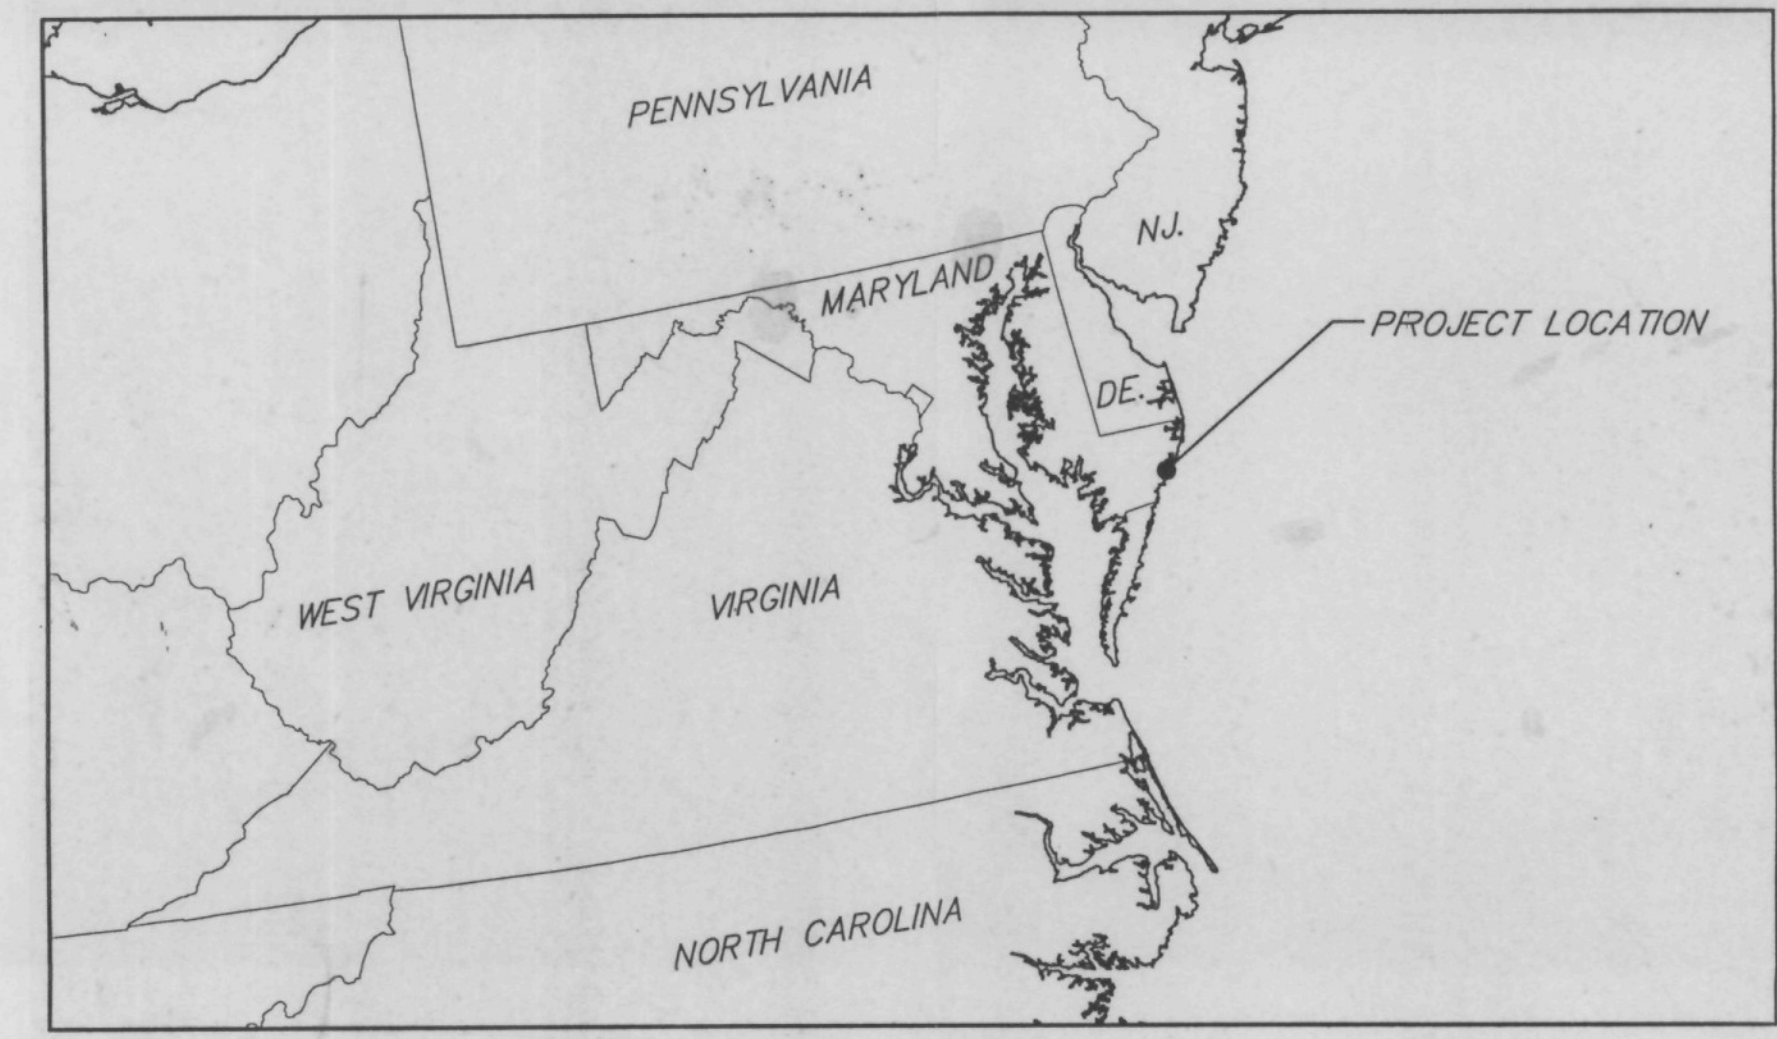 PENNSYLVANIA
NJ.
MARYLAND
PROJECT LOCATION
DE.
WEST VIRGINIA
VIRGINIA
NORTH CAROLINA